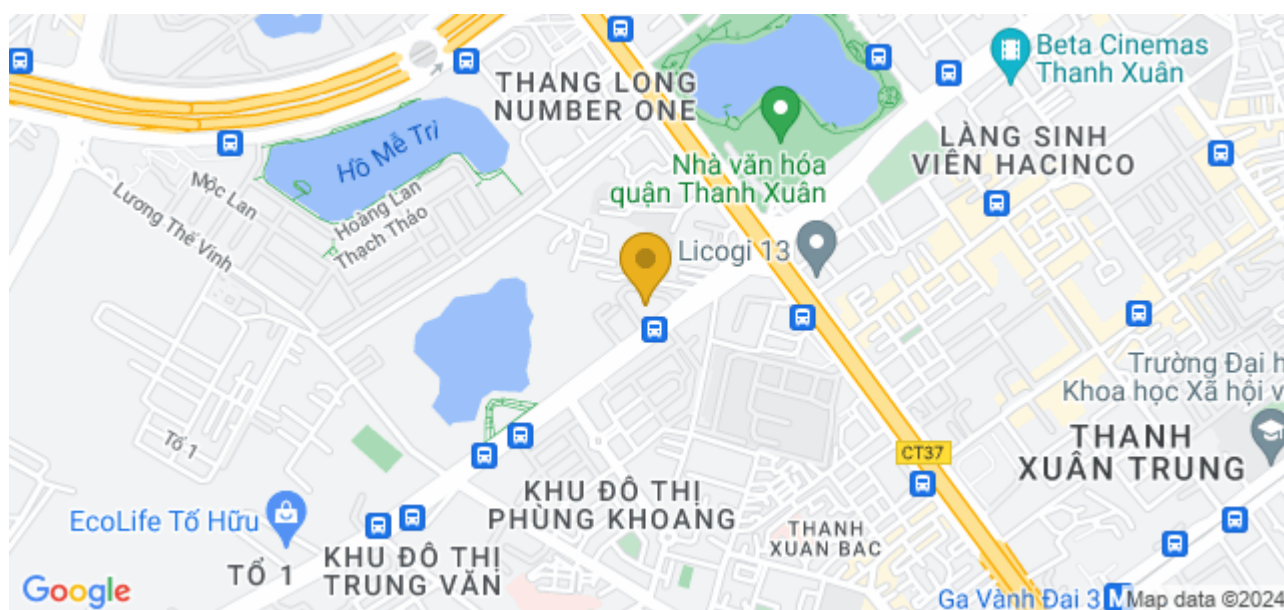 Beta Cinemas
Thanh Xuân
THANG LONG
NUMBER ONE
Hồ Mễ Trì
LÀNG SINH
VIÊN HACINCO
Nhà văn hóa
quận Thanh Xuân
Mộc Lan
Lương Thế Vinh
Hoàng Lan
Thạch Thảo
Licogi 13
Trường Đại h
Khoa học Xã hội v
Tổ 1
CT37
THANH
XUÂN TRUNG
KHU ĐÔ THỊ
PHÙNG KHOANG
EcoLife Tố Hữu
THANH
XUAN BAC
TỔ 1
KHU ĐÔ THỊ
TRUNG VĂN
Google
Ga Vành Đai 3
M
Map data ©2024